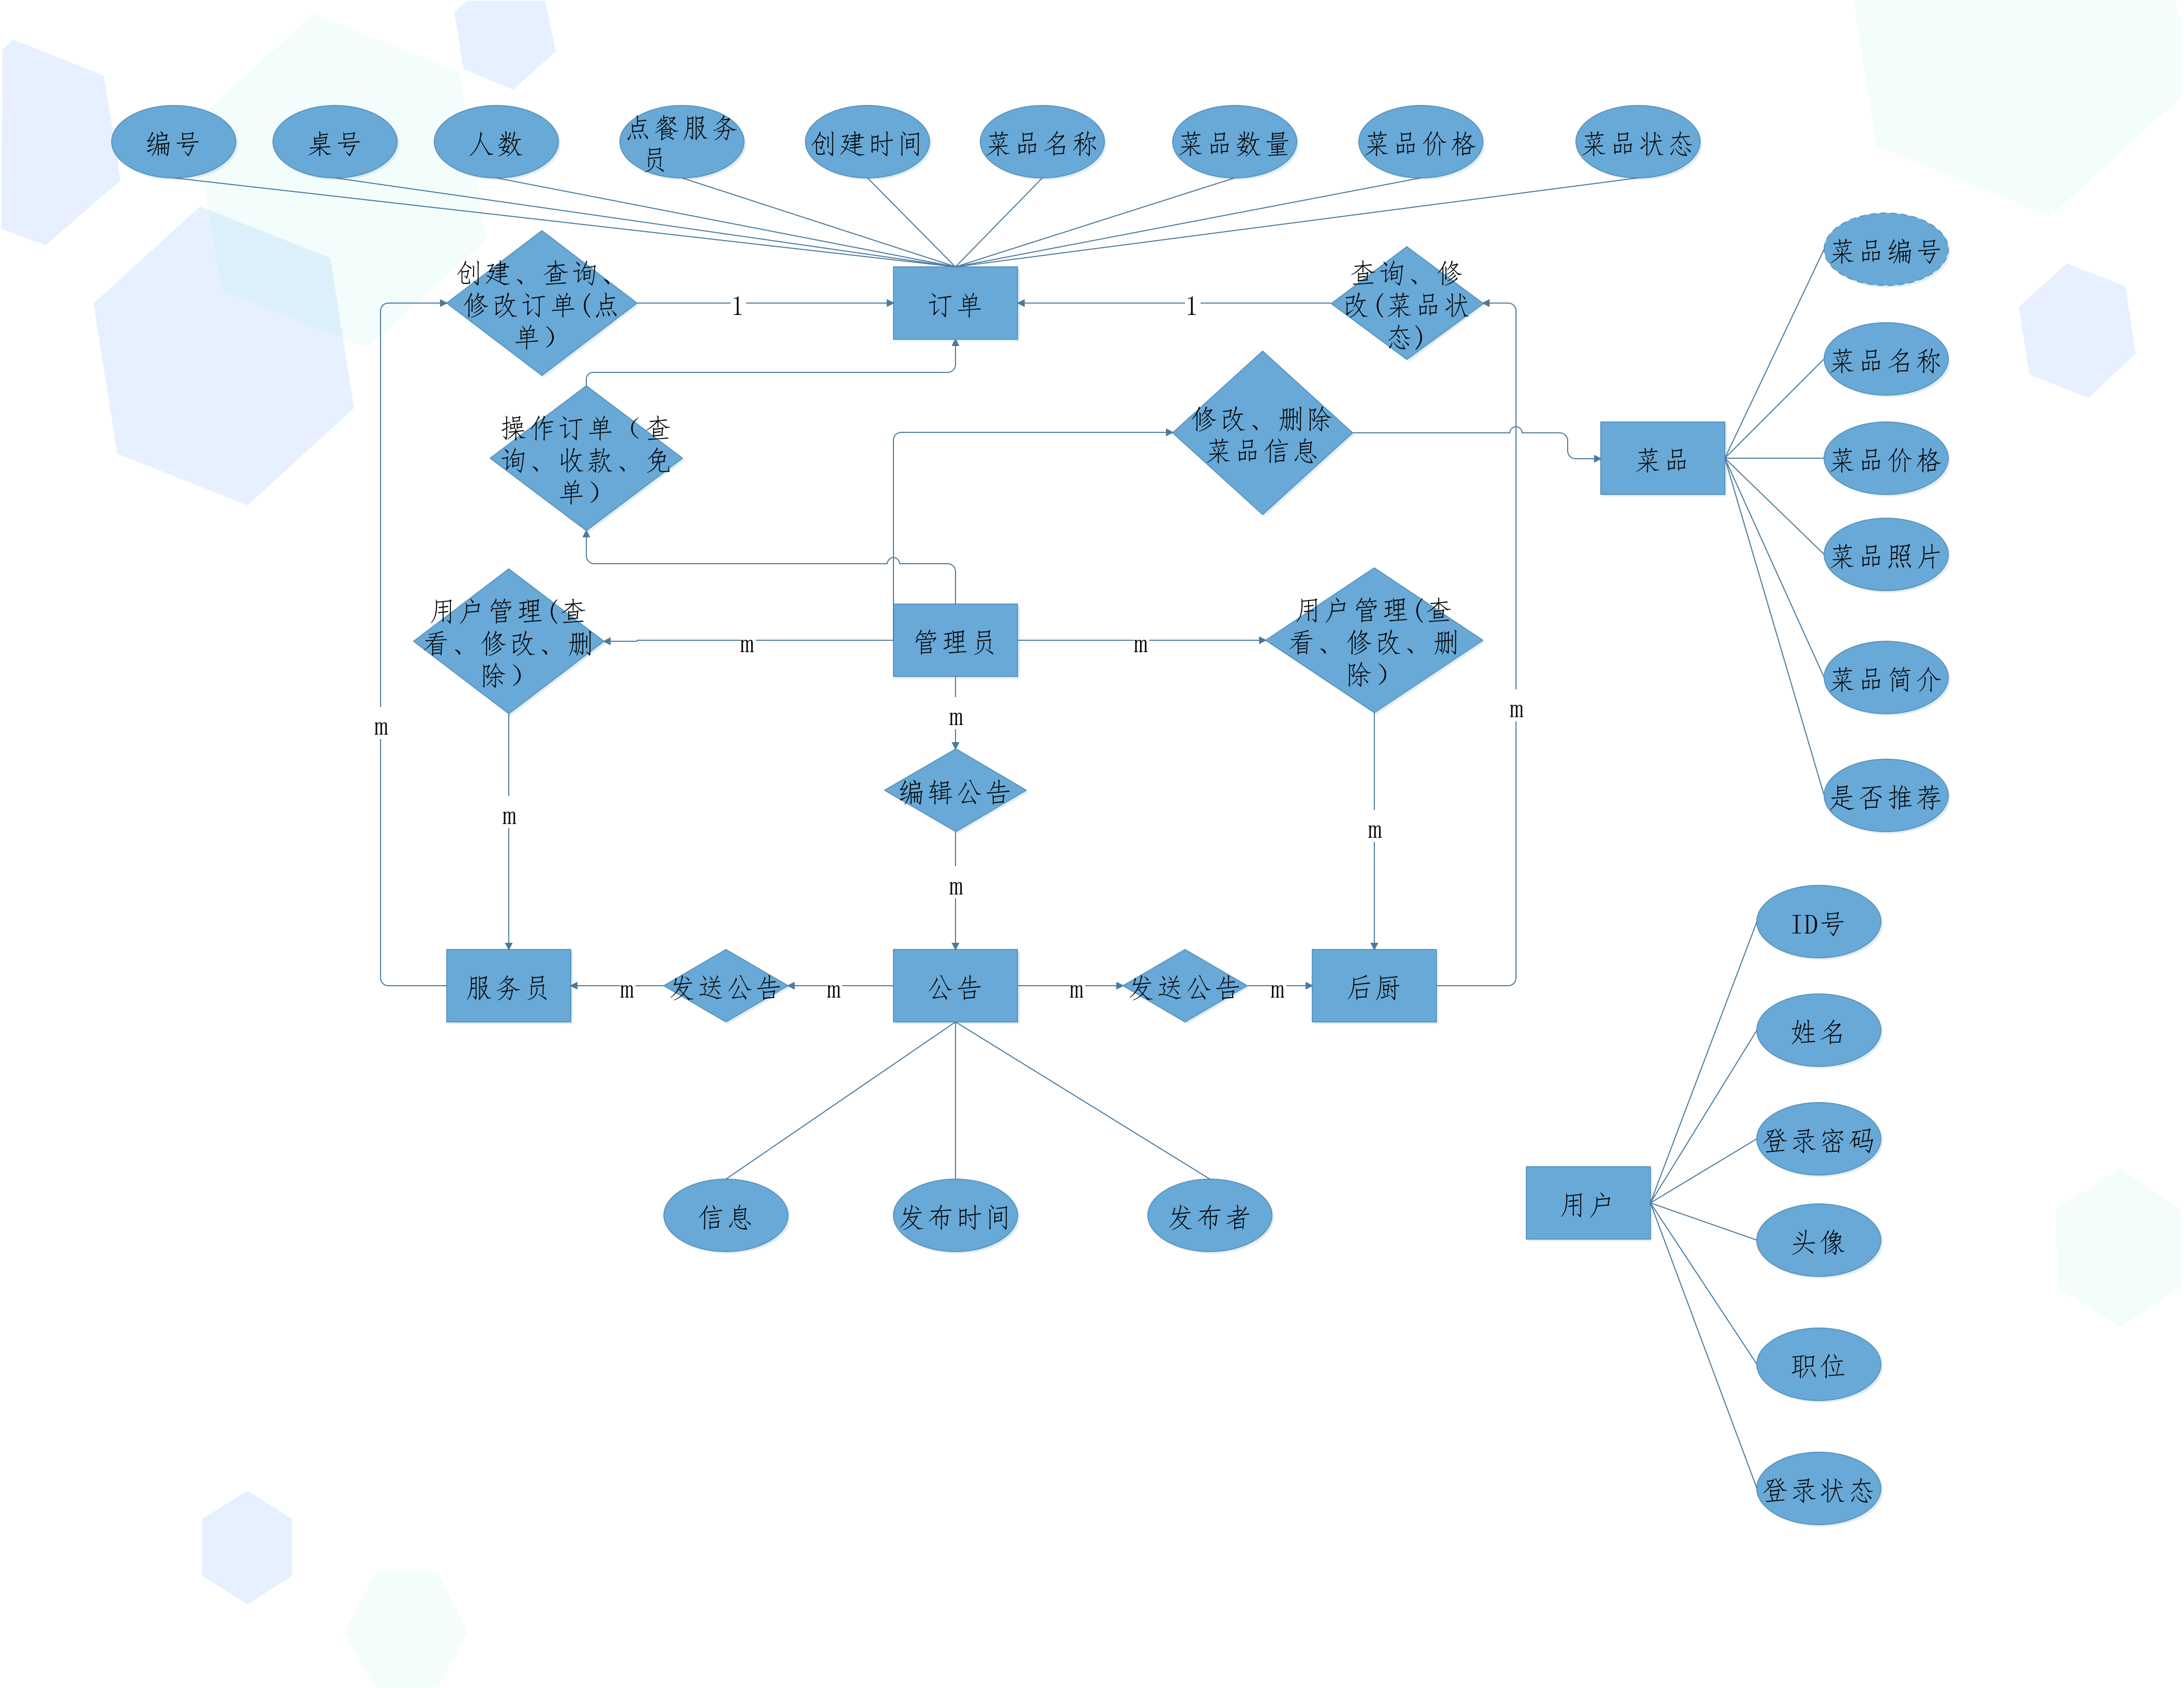 编号
桌号
人数
点餐服务
员
创建时间
菜品名称
菜品数量
菜品价格
菜品状态
创建、查询、
修改订单(点
单）
1
订单
1
查询、修
改(菜品状
态)
菜品编号
菜品名称
操作订单（查
询、收款、免
单）
修改、删除
菜品信息
菜品
菜品价格
菜品照片
用户管理(查
看、修改、删
除）
m
管理员
m
用户管理(查
看、修改、删
除）
菜品简介
m
m
m
编辑公告
是否推荐
m
m
m
ID号
服务员
m
发送公告
m
公告
m
发送公告
m
后厨
姓名
登录密码
信息
发布时间
发布者
用户
头像
职位
登录状态